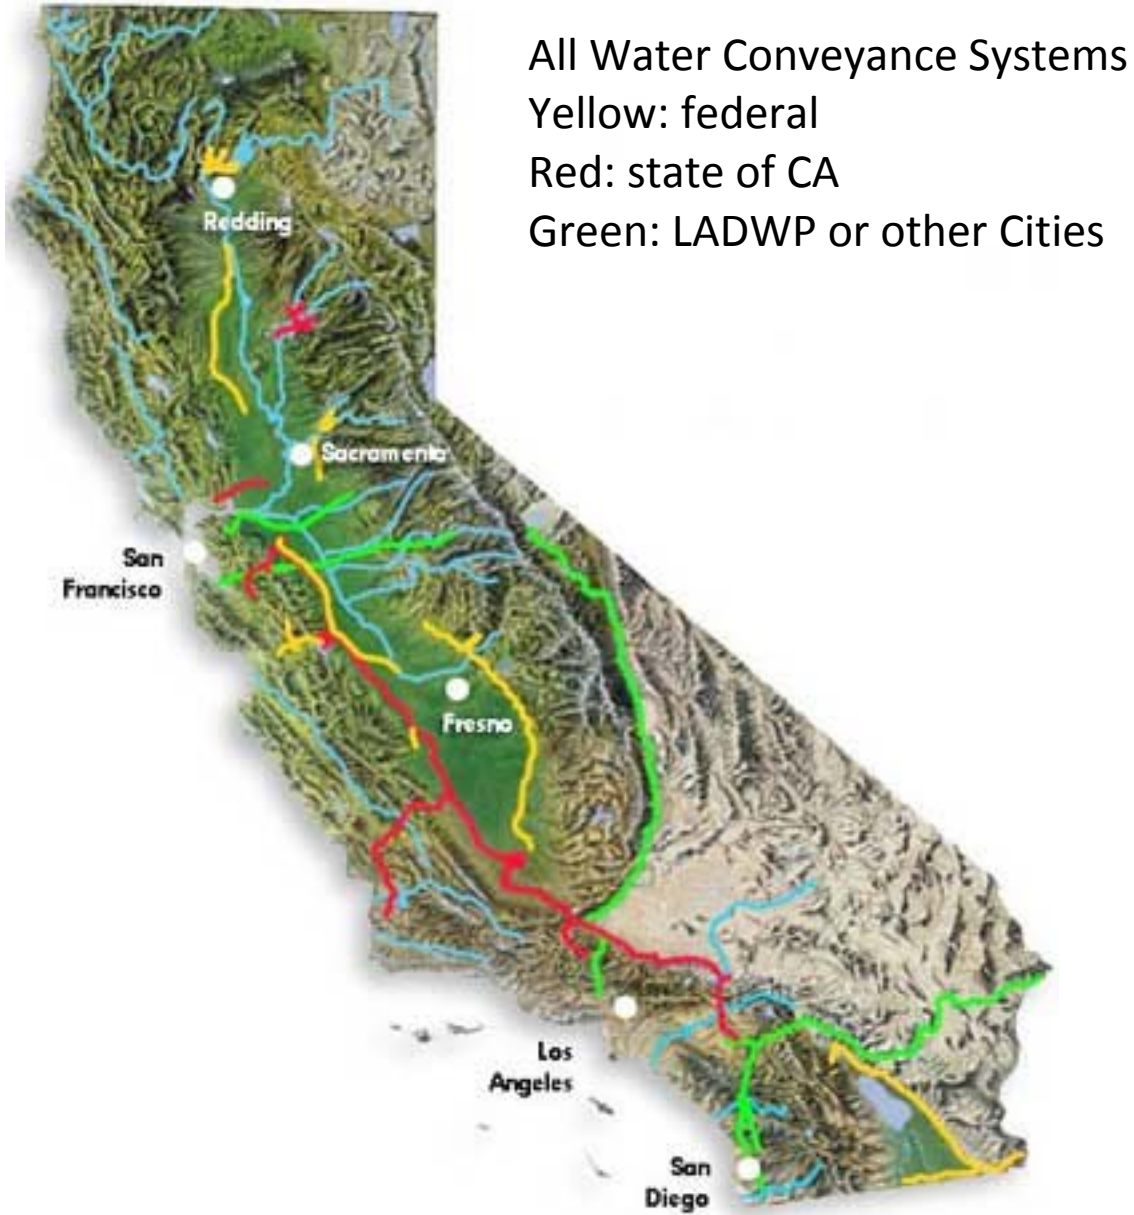 All Water Conveyance Systems
Yellow: federal
Red: state of CA
Green: LADWP or other Cities
Redding
Sacramento
San
Francisco
Fresno
Los
Angeles
San
Diego